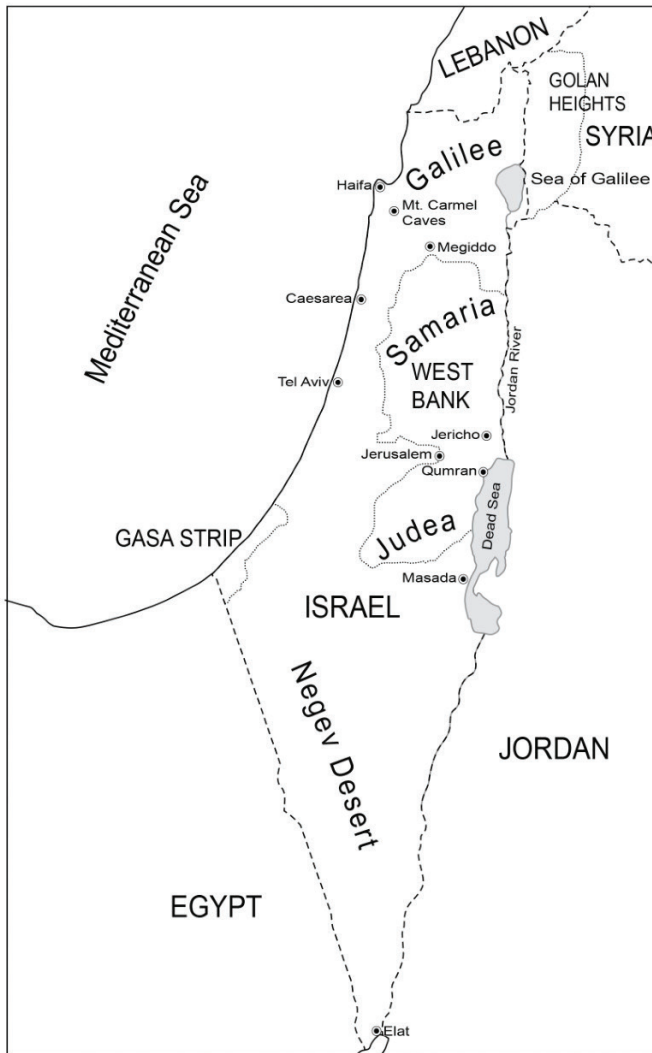 LEBANON
GOLAN
HEIGHTS
SYRIA
Galilee
Haifa
Sea of Galilee
Mt. Carmel
Caves
Mediterranean Sea
Megiddo
Caesarea
Samaria
Jordan River
WEST
BANK
Tel Aviv
Jericho
Jerusalem
Qumran
Dead Sea
GASA STRIP
Judea
Masada
ISRAEL
Negev Desert
JORDAN
EGYPT
Elat